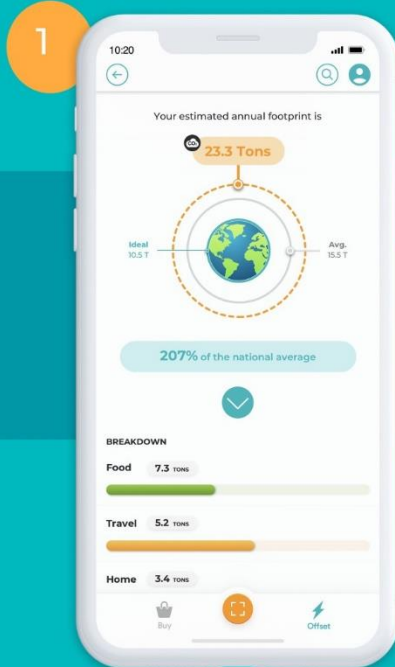 1
10:20
Your estimated annual footprint is
CO₂
23.3 Tons
Ideal
10.5 T
Avg.
15.5 T
207% of the national average
BREAKDOWN
Food 7.3 TONS
Travel 5.2 TONS
Home 3.4 TONS
Buy
Offset